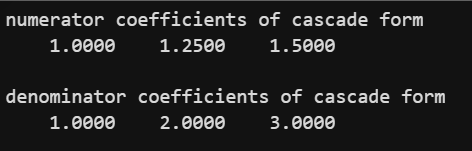 numerator coefficients of cascade form
1.0000 1.2500 1.5000
denominator coefficients of cascade form
1.0000 2.0000 3.0000